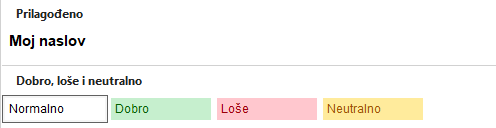 Prilagođeno
Moj naslov
Dobro, loše i neutralno
Normalno Dobro Loše Neutralno